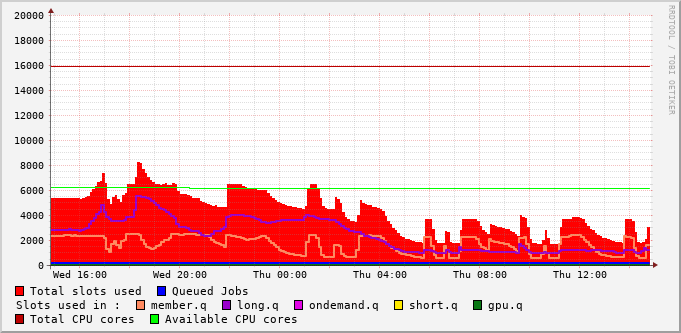 20000
18000
16000
14000
12000
10000
8000
6000
4000
2000
0
Wed 16:00 Wed 20:00 Thu 00:00 Thu 04:00 Thu 08:00 Thu 12:00
RRDTOOL / TOBI OETIKER
Total slots used Queued Jobs
Slots used in : member.q long.q ondemand.q short.q gpu.q
Total CPU cores Available CPU cores